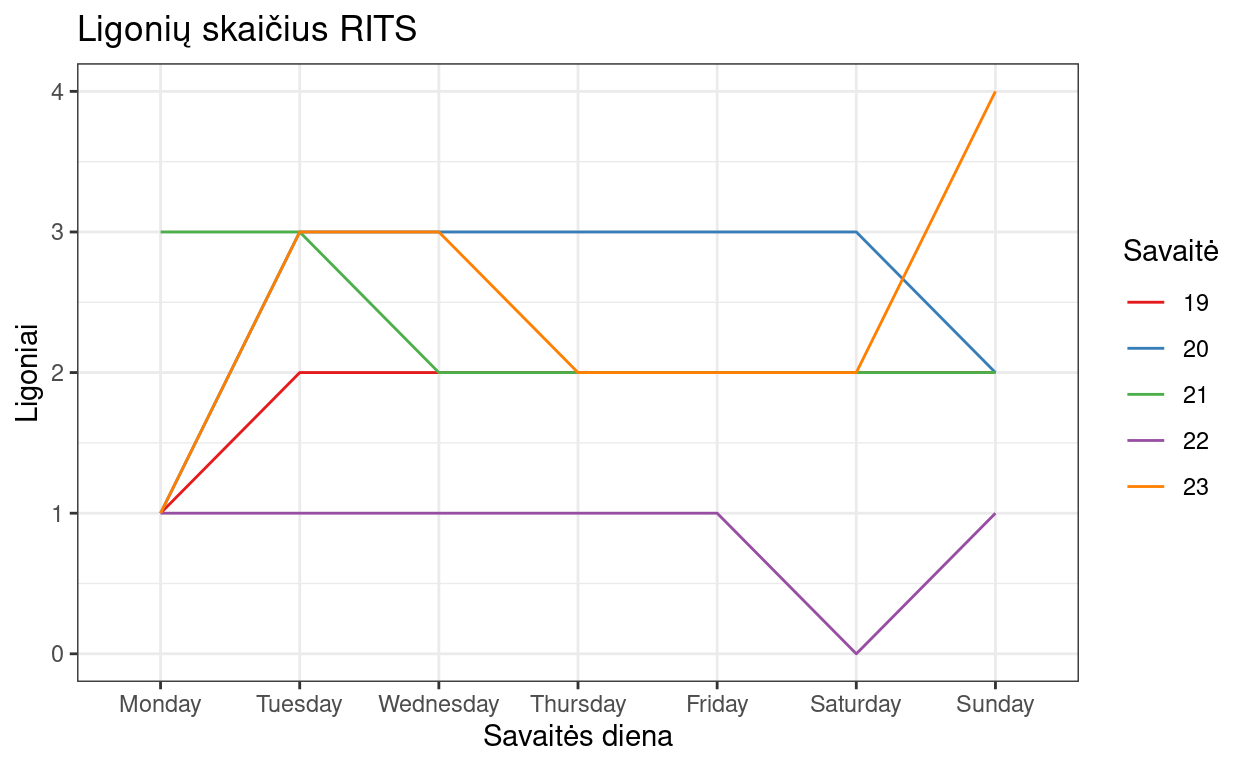 Ligonių skaičius RITS
4
3
2
1
0
Ligoniai
Monday Tuesday Wednesday Thursday Friday Saturday Sunday
Savaitės diena
Savaitė
19
20
21
22
23